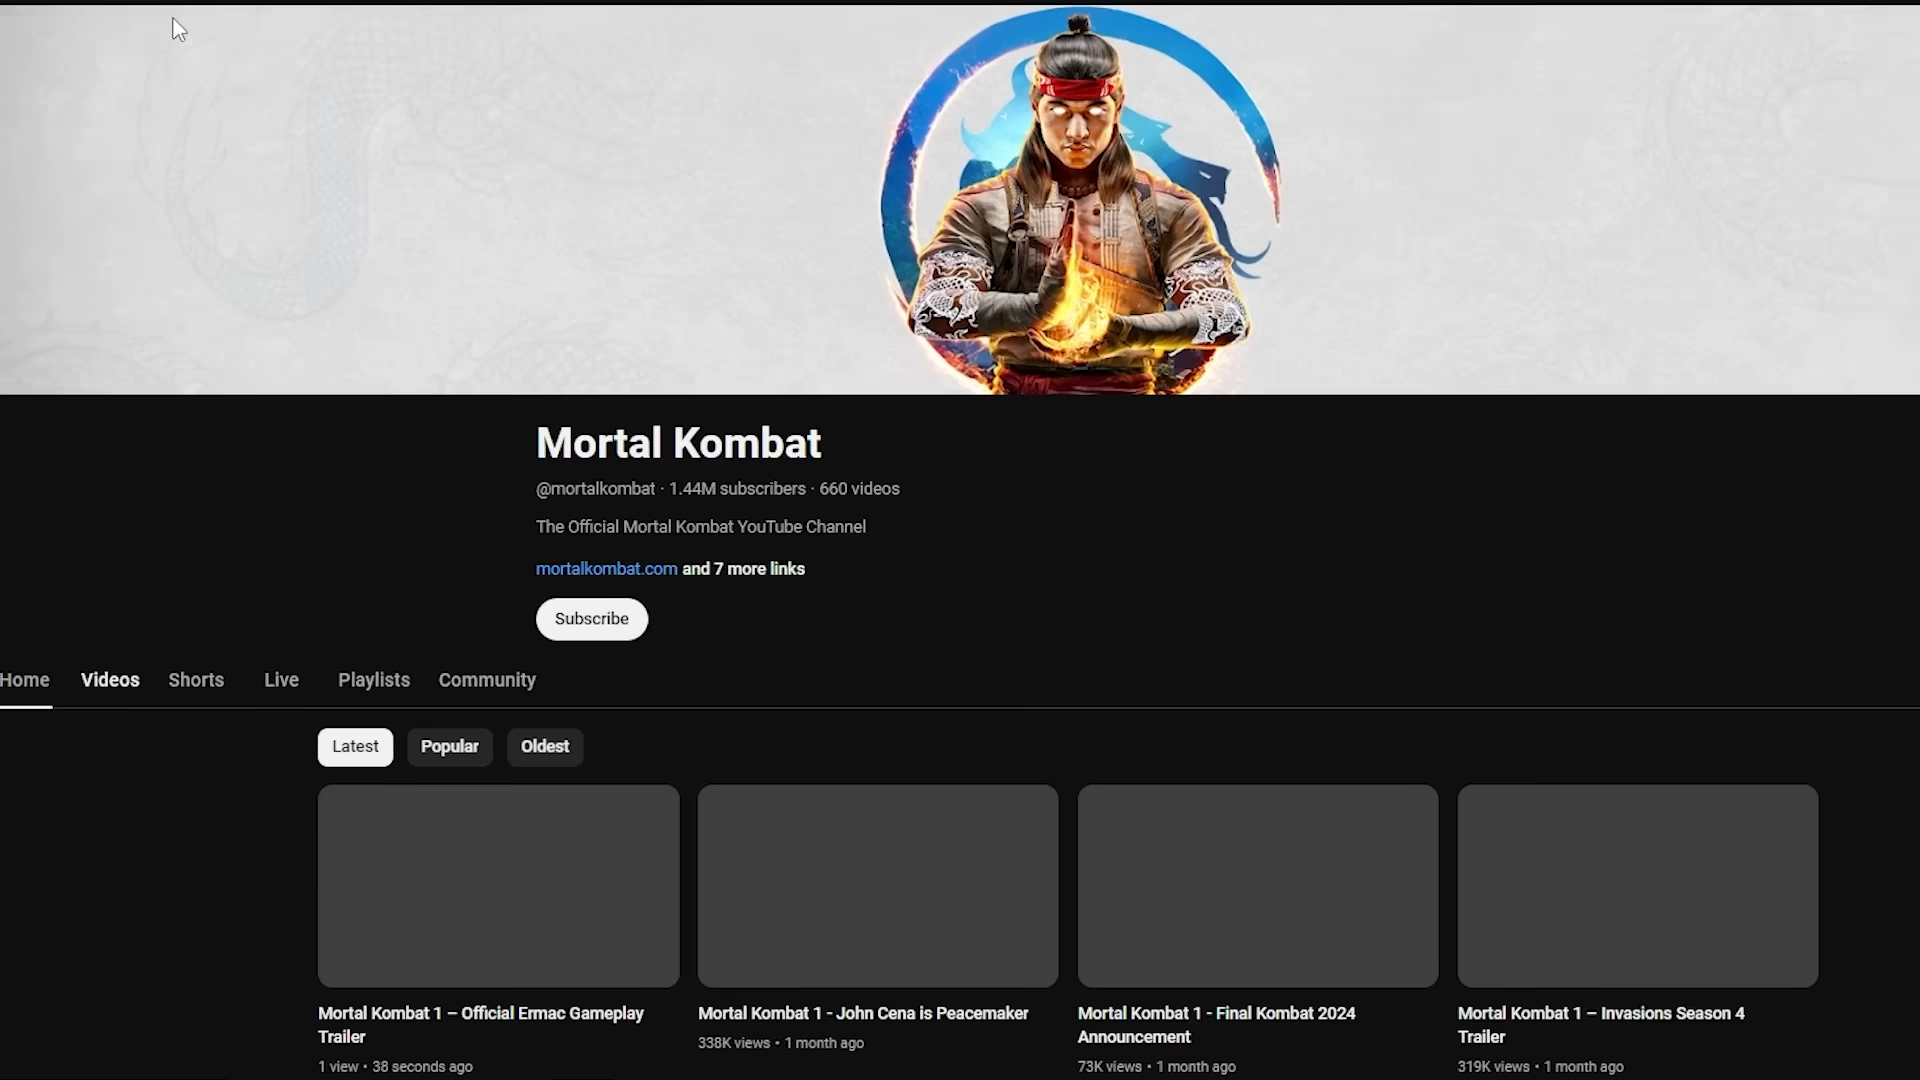 Mortal Kombat
@mortalkombat · 1.44M subscribers · 660 videos
The Official Mortal Kombat YouTube Channel
mortalkombat.com and 7 more links
Subscribe
Home Videos Shorts Live Playlists Community
Latest Popular Oldest
Mortal Kombat 1 – Official Ermac Gameplay
Trailer
1 view • 38 seconds ago
Mortal Kombat 1 - John Cena is Peacemaker
338K views • 1 month ago
Mortal Kombat 1 - Final Kombat 2024
Announcement
73K views • 1 month ago
Mortal Kombat 1 – Invasions Season 4
Trailer
319K views • 1 month ago